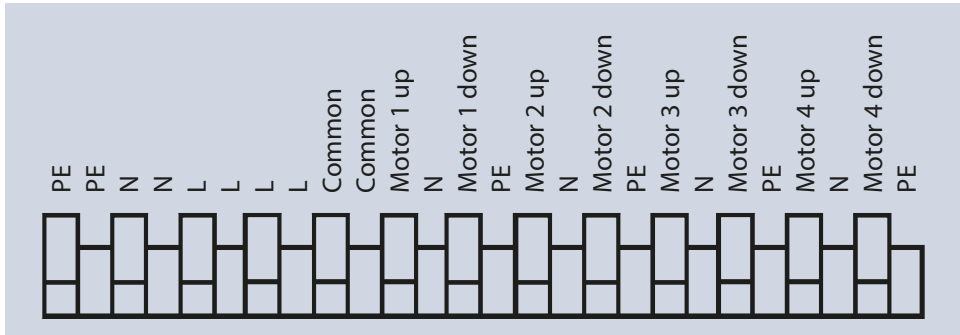 PE
PE
N
N
L
L
L
L
Common
Common
Motor 1 up
N
Motor 1 down
PE
Motor 2 up
N
Motor 2 down
PE
Motor 3 up
N
Motor 3 down
PE
Motor 4 up
N
Motor 4 down
PE